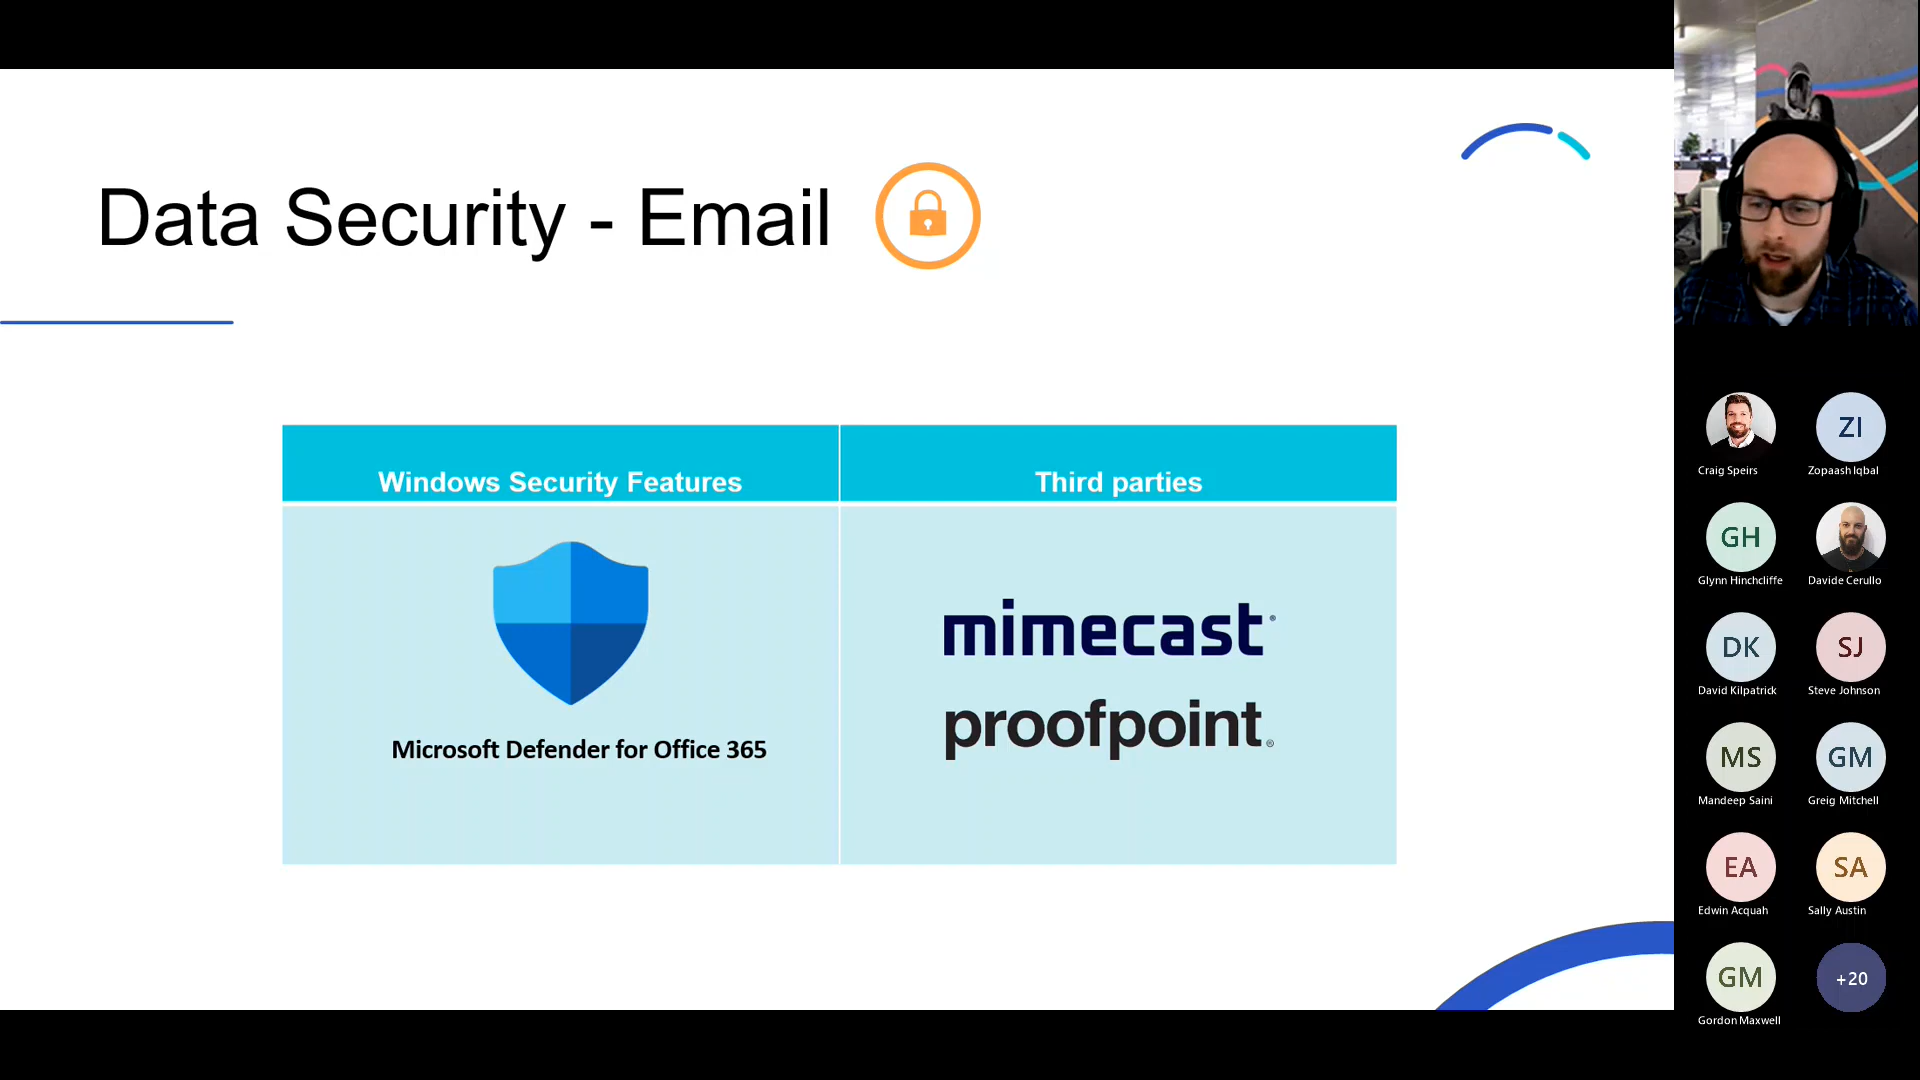 Data Security - Email
Windows Security Features
Third parties
Microsoft Defender for Office 365
mimecast
proofpoint
Craig Speirs
ZI
Zopaash Iqbal
GH
Glynn Hinchcliffe
Davide Cerullo
DK
David Kilpatrick
SJ
Steve Johnson
MS
Mandeep Saini
GM
Greig Mitchell
EA
Edwin Acquah
SA
Sally Austin
GM
Gordon Maxwell
+20